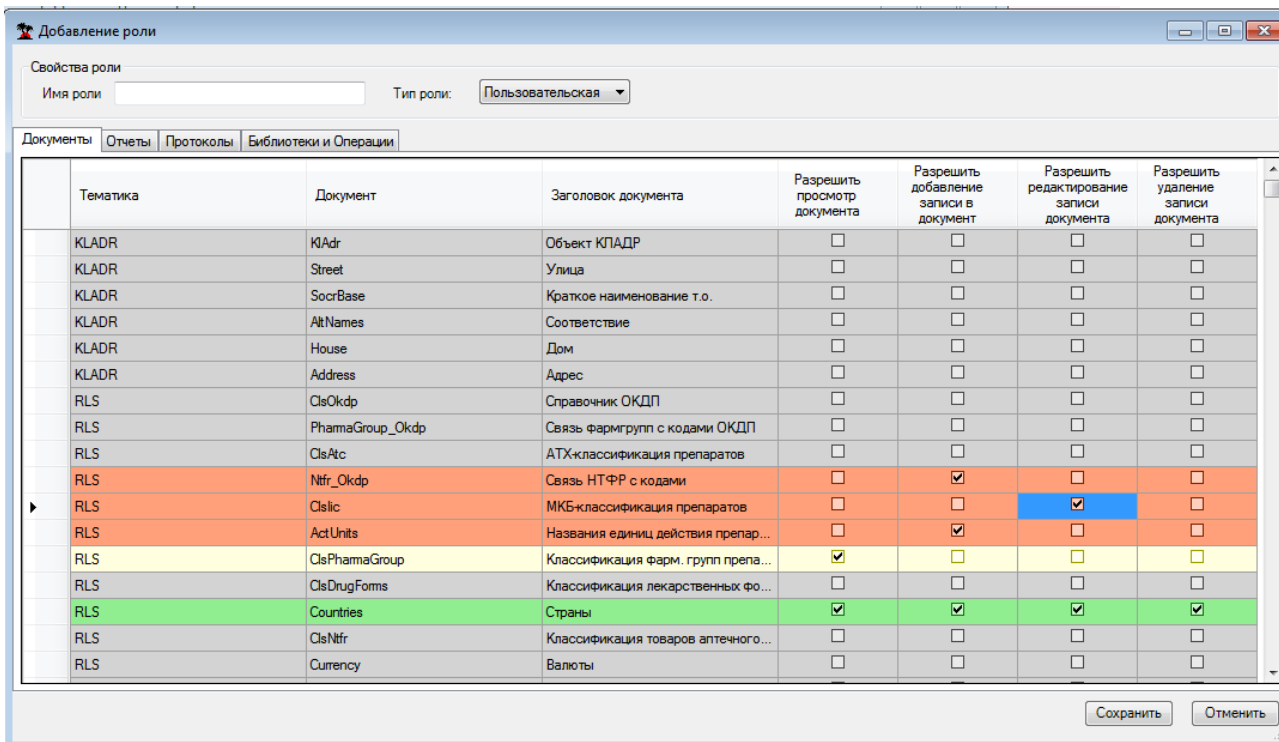 Добавление роли
Свойства роли
Имя роли Тип роли: Пользовательская
Документы Отчеты Протоколы Библиотеки и Операции
Тематика Документ Заголовок документа Разрешить просмотр документа Разрешить добавление записи в документ Разрешить редактирование записи документа Разрешить удаление записи документа
KLADR KlAdr Объект КЛАДР
KLADR Street Улица
KLADR SocrBase Краткое наименование т.о.
KLADR AltNames Соответствие
KLADR House Дом
KLADR Address Адрес
RLS ClsOkdp Справочник ОКДП
RLS PharmaGroup_Okdp Связь фармгрупп с кодами ОКДП
RLS ClsAtc АТХ-классификация препаратов
RLS Ntfr_Okdp Связь НТФР с кодами
RLS ClsIic МКБ-классификация препаратов
RLS ActUnits Названия единиц действия препар...
RLS ClsPharmaGroup Классификация фарм. групп препа...
RLS ClsDrugForms Классификация лекарственных фо...
RLS Countries Страны
RLS ClsNtfr Классификация товаров аптечного...
RLS Currency Валюты
Сохранить Отменить